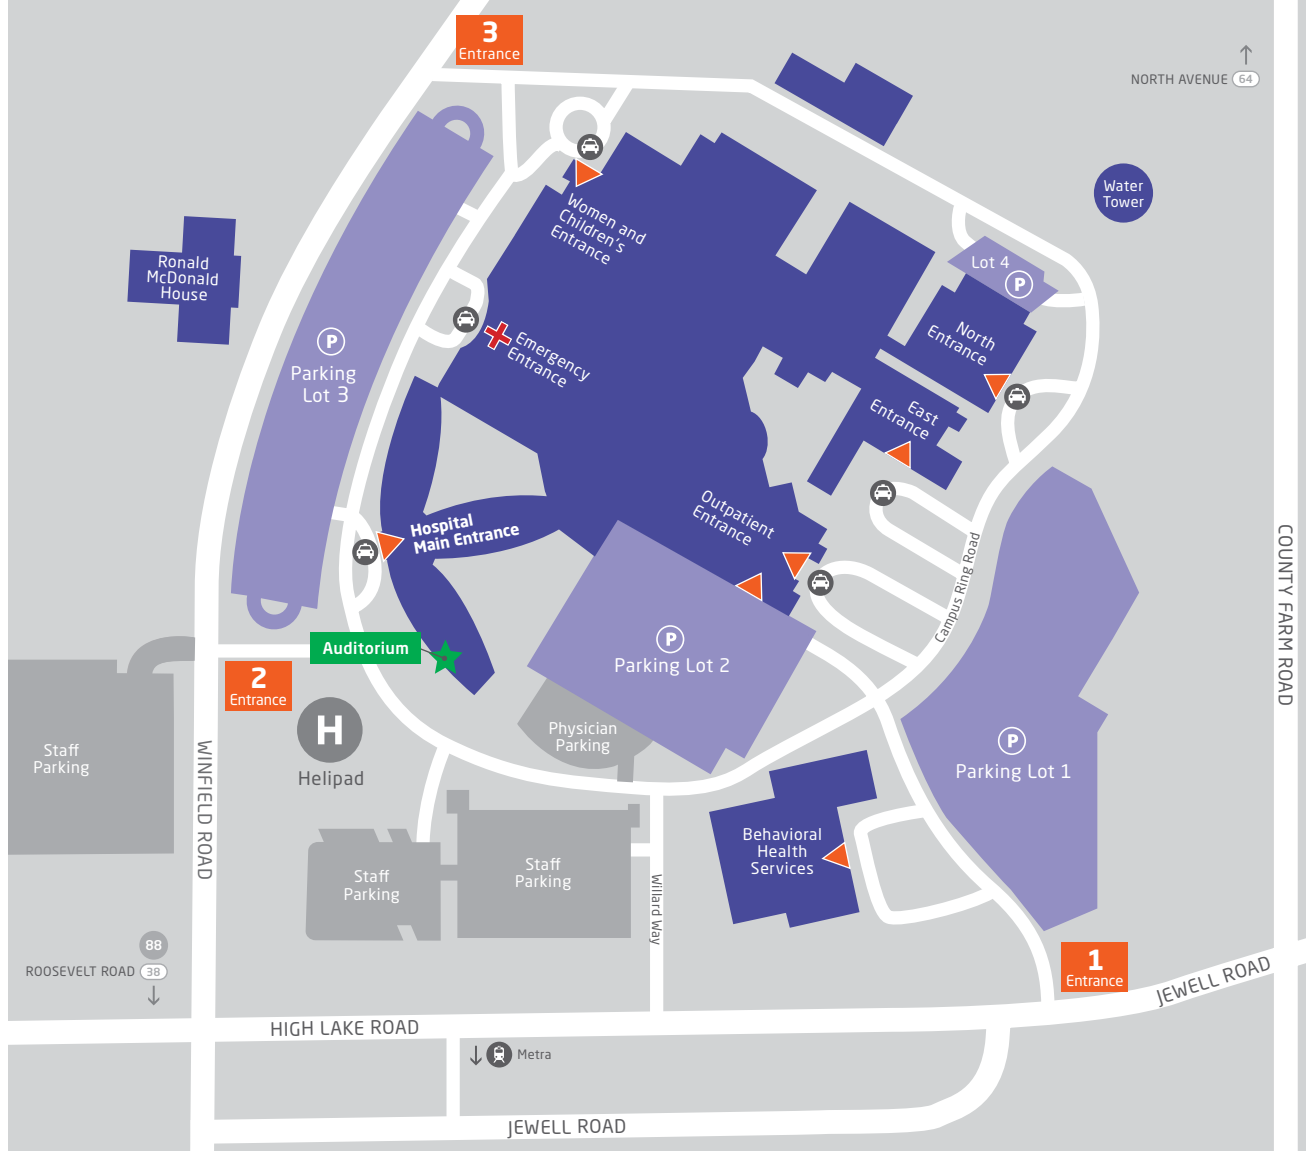 3
Entrance
NORTH AVENUE 64
Water
Tower
Women and
Children's
Entrance
Ronald
McDonald
House
Lot 4
P
North
Entrance
Emergency
Entrance
P
Parking
Lot 3
East
Entrance
Outpatient
Entrance
Hospital
Main Entrance
Campus Ring Road
COUNTY FARM ROAD
Auditorium
P
Parking Lot 2
2
Entrance
H
Helipad
Physician
Parking
Staff
Parking
WINFIELD ROAD
P
Parking Lot 1
Behavioral
Health
Services
Staff
Parking
Staff
Parking
Willard Way
88
ROOSEVELT ROAD 38
1
Entrance
JEWELL ROAD
HIGH LAKE ROAD
Metra
JEWELL ROAD